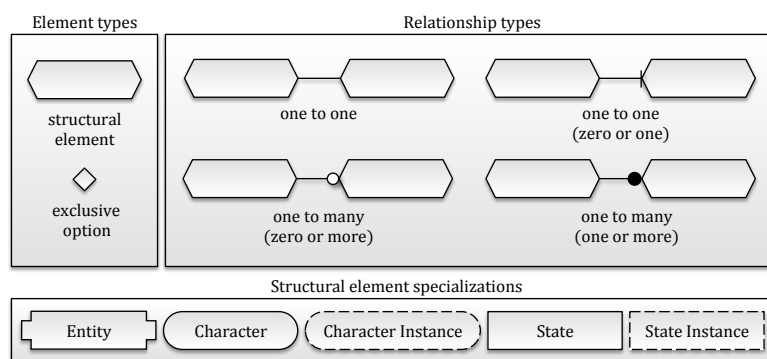 Element types
Relationship types
structural
element
exclusive
option
one to one
one to one
(zero or one)
one to many
(zero or more)
one to many
(one or more)
Structural element specializations
Entity
Character
Character Instance
State
State Instance